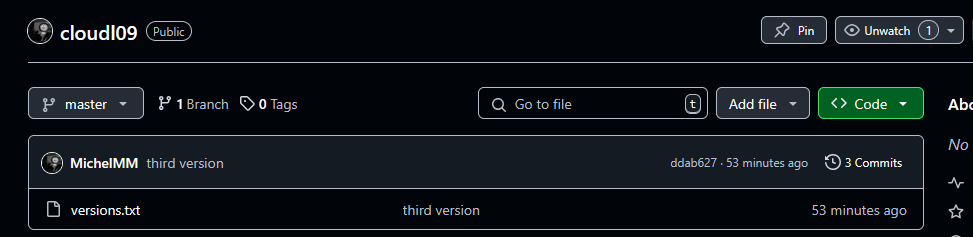 cloudl09 Public Pin Unwatch 1
master 1 Branch 0 Tags Go to file t Add file Code Abo
No
MichelMM third version ddab627 · 53 minutes ago 3 Commits
versions.txt third version 53 minutes ago